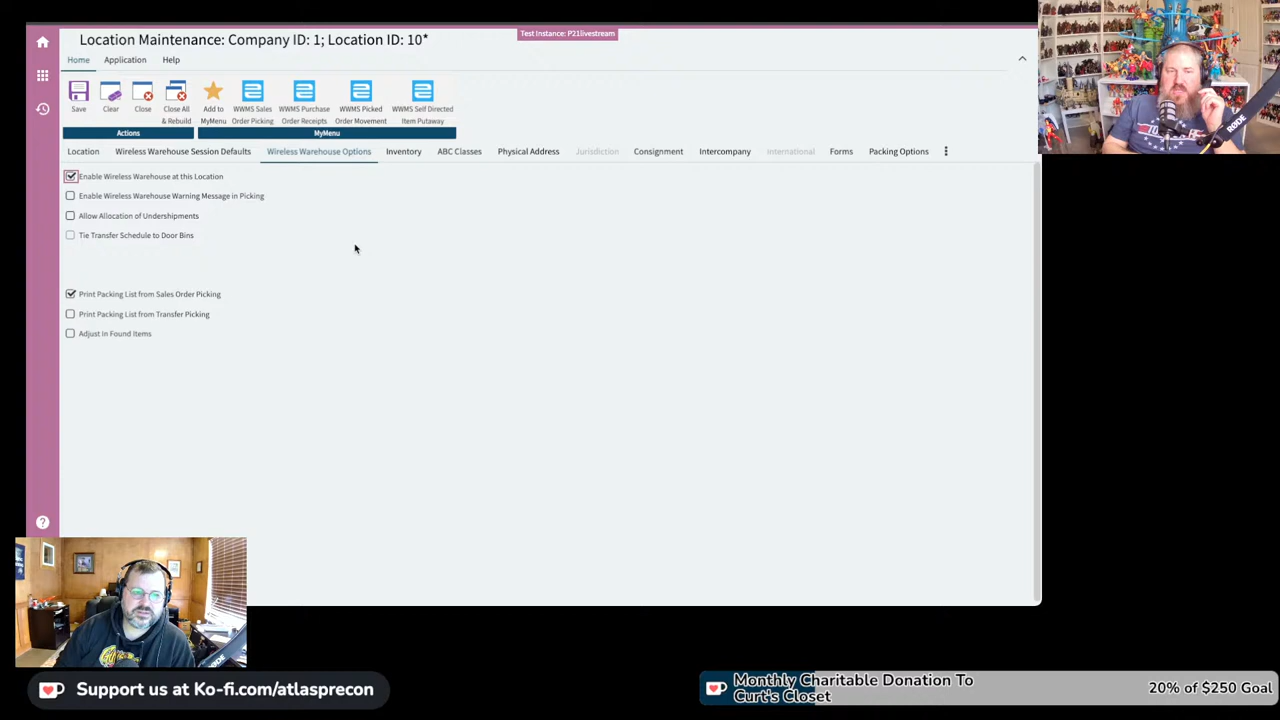 Location Maintenance: Company ID: 1; Location ID: 10*
Test Instance: P21livestream
Home Application Help
Save Clear Close Close All & Rebuild Add to MyMenu WWMS Sales Order Picking WWMS Purchase Order Receipts WWMS Picked Order Movement WWMS Self Directed Item Putaway
Actions MyMenu
Location Wireless Warehouse Session Defaults Wireless Warehouse Options Inventory ABC Classes Physical Address Jurisdiction Consignment Intercompany International Forms Packing Options
Enable Wireless Warehouse at this Location
Enable Wireless Warehouse Warning Message in Picking
Allow Allocation of Undershipments
Tie Transfer Schedule to Door Bins
Print Packing List from Sales Order Picking
Print Packing List from Transfer Picking
Adjust In Found Items
RØDE
Support us at Ko-fi.com/atlasprecon
Monthly Charitable Donation To
Curt's Closet
20% of $250 Goal